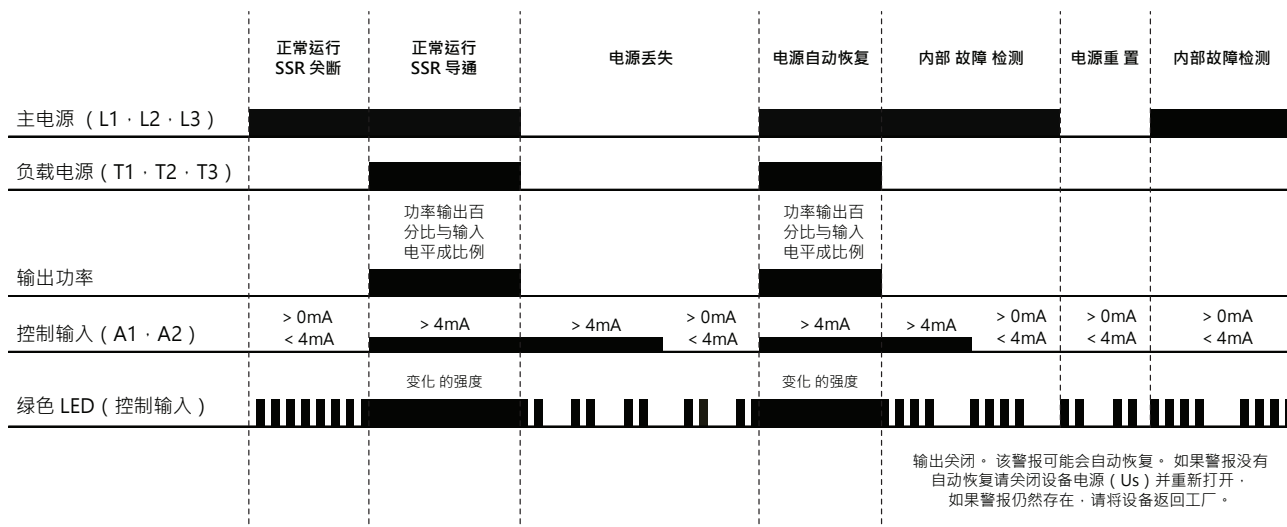 正常运行
SSR 关断
正常运行
SSR 导通
电源丢失
电源自动恢复
内部 故障 检测
电源重 置
内部故障检测
主电源 （L1 · L2 · L3）
负载电源（T1 · T2 · T3）
功率输出百
分比与输入
电平成比例
功率输出百
分比与输入
电平成比例
输出功率
控制输入（A1 · A2）
> 0mA
< 4mA
> 4mA
> 4mA
> 0mA
< 4mA
> 4mA
> 4mA
> 0mA
< 4mA
> 0mA
< 4mA
> 0mA
< 4mA
变化 的强度
变化 的强度
绿色 LED（控制输入）
输出关闭。 该警报可能会自动恢复。 如果警报没有
自动恢复请关闭设备电源（Us）并重新打开 ·
如果警报仍然存在 · 请将设备返回工厂。